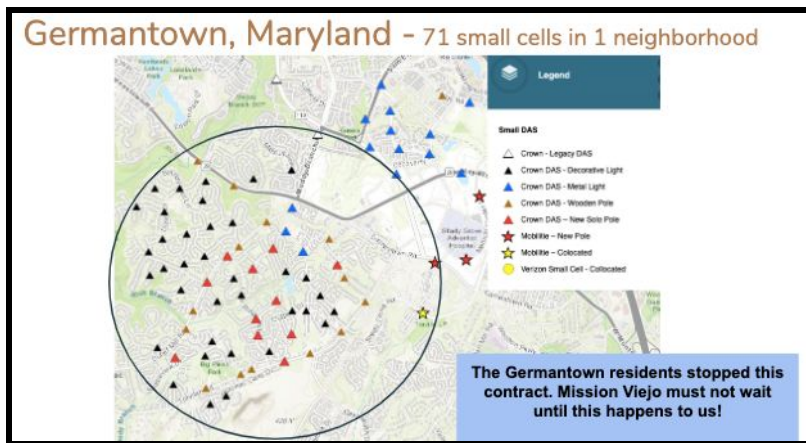 Germantown, Maryland - 71 small cells in 1 neighborhood
Legend
Small DAS
Crown - Legacy DAS
Crown DAS - Decorative Light
Crown DAS - Metal Light
Crown DAS - Wooden Pole
Crown DAS - New Solo Pole
Mobilitie - New Pole
Mobilitie - Colocated
Verizon Small Cell - Collocated
The Germantown residents stopped this
contract. Mission Viejo must not wait
until this happens to us!